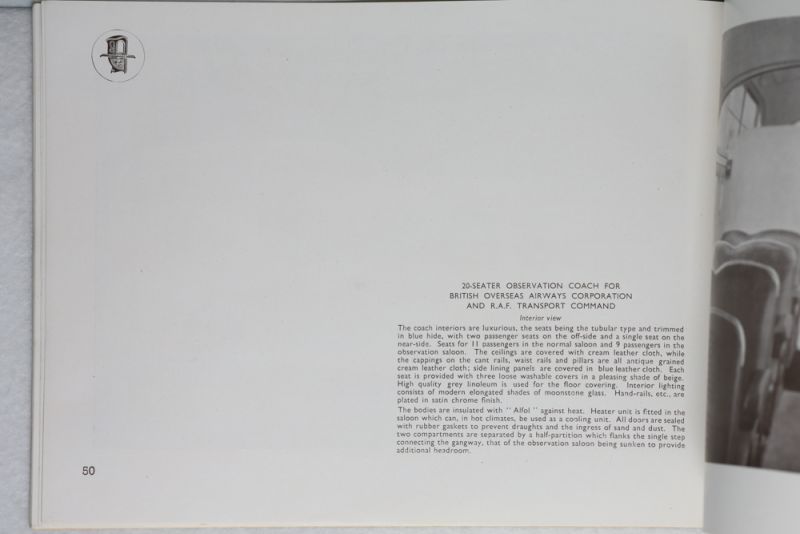 20-SEATER OBSERVATION COACH FOR
BRITISH OVERSEAS AIRWAYS CORPORATION
AND R.A.F. TRANSPORT COMMAND
Interior view
The coach interiors are luxurious, the seats being the tubular type and trimmed
in blue hide, with two passenger seats on the off-side and a single seat on the
near-side. Seats for 11 passengers in the normal saloon and 9 passengers in the
observation saloon. The ceilings are covered with cream leather cloth, while
the cappings on the cant rails, waist rails and pillars are all antique grained
cream leather cloth; side lining panels are covered in blue leather cloth. Each
seat is provided with three loose washable covers in a pleasing shade of beige.
High quality grey linoleum is used for the floor covering. Interior lighting
consists of modern elongated shades of moonstone glass. Hand-rails, etc., are
plated in satin chrome finish.
The bodies are insulated with " Alfol " against heat. Heater unit is fitted in the
saloon which can, in hot climates, be used as a cooling unit. All doors are sealed
with rubber gaskets to prevent draughts and the ingress of sand and dust. The
two compartments are separated by a half-partition which flanks the single step
connecting the gangway, that of the observation saloon being sunken to provide
additional headroom.
50